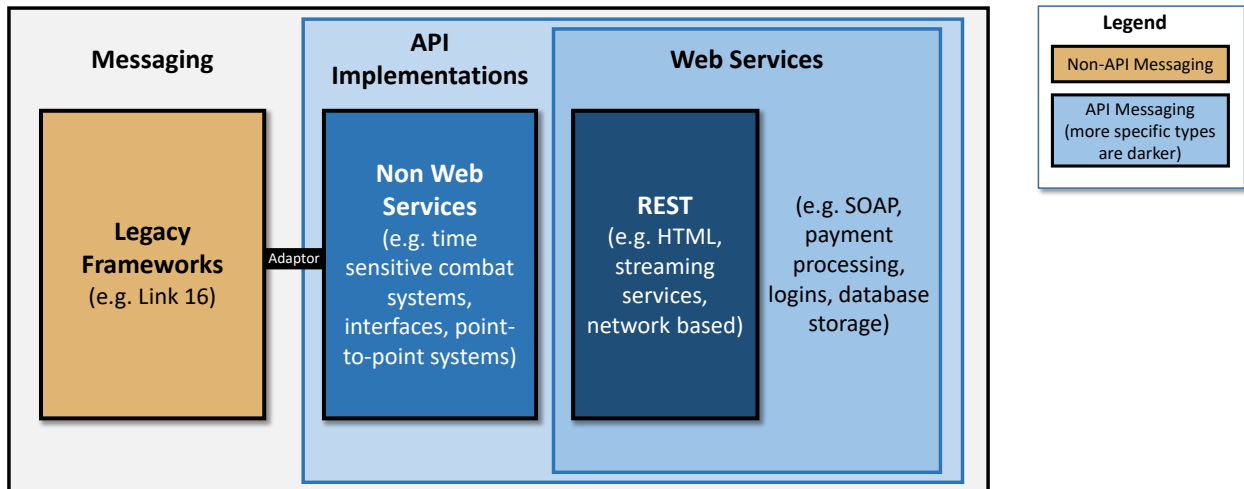 Messaging
API
Implementations
Web Services
Legacy
Frameworks
(e.g. Link 16)
Adaptor
Non Web
Services
(e.g. time
sensitive combat
systems,
interfaces, point-
to-point systems)
REST
(e.g. HTML,
streaming
services,
network based)
(e.g. SOAP,
payment
processing,
logins, database
storage)
Legend
Non-API Messaging
API Messaging
(more specific types
are darker)